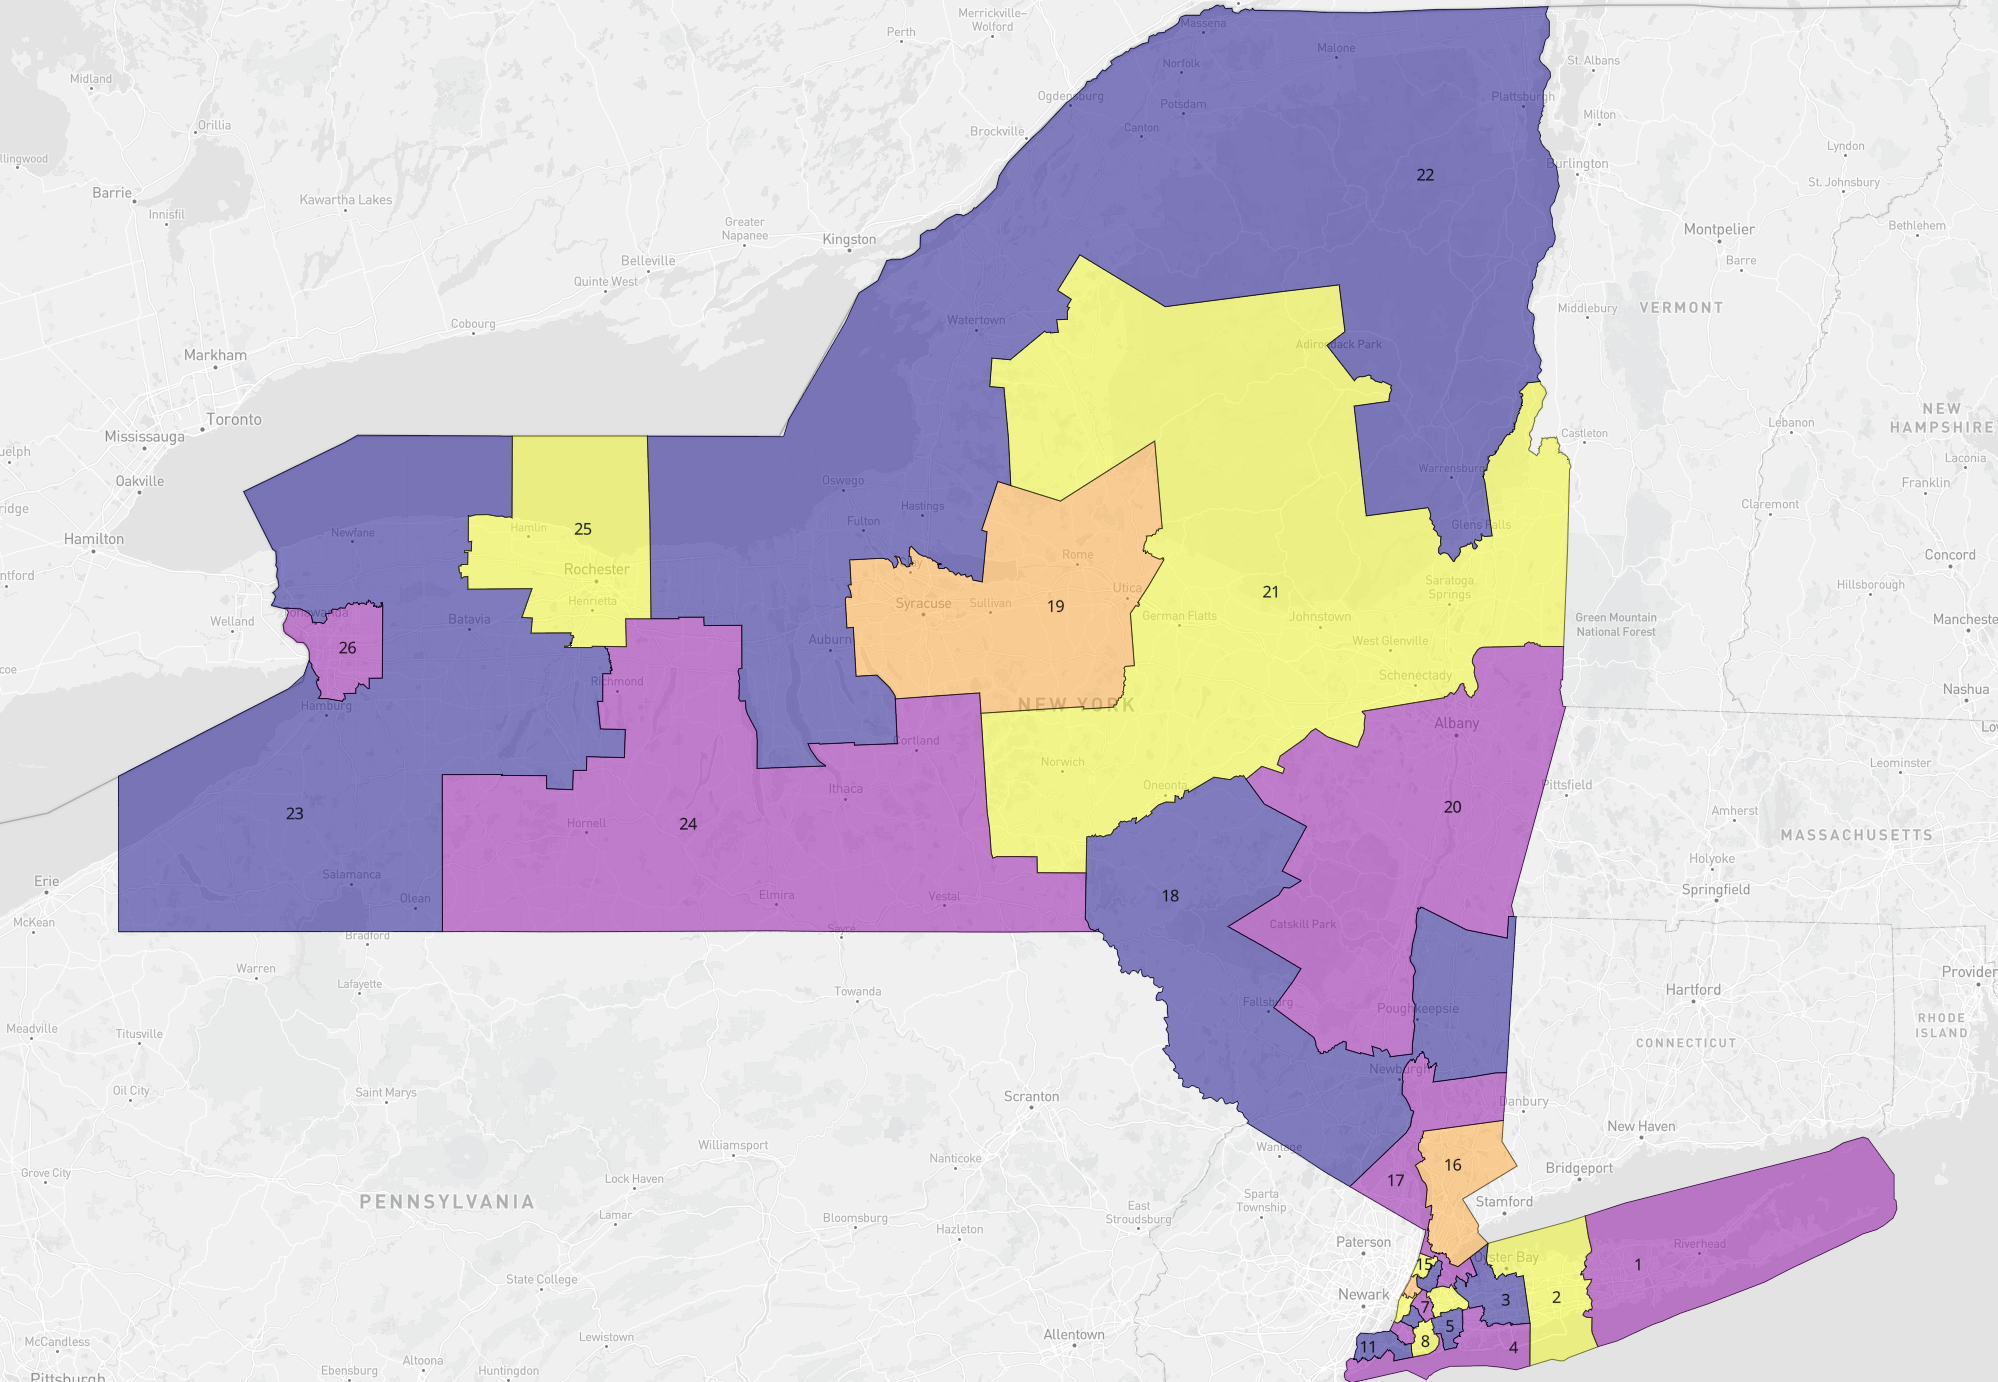 Merrickville–
Wolford
Perth
Massena
Malone
St. Albans
Midland
Norfolk
Ogdensburg
Plattsburgh
Potsdam
Milton
Orillia
Canton
Brockville
Lyndon
llingwood
Burlington
22
St. Johnsbury
Barrie
Kawartha Lakes
Innisfil
Greater
Napanee
Kingston
Montpelier
Bethlehem
Belleville
Barre
Quinte West
Middlebury
VERMONT
Cobourg
Watertown
Adirondack Park
Markham
NEW
HAMPSHIRE
Toronto
Mississauga
Lebanon
Castleton
uelph
Laconia
Warrensburg
Oakville
Oswego
Franklin
Hastings
Claremont
ridge
Fulton
Glens Falls
Hamlin
25
Newfane
Hamilton
Rome
Concord
Rochester
ntford
Saratoga
Springs
Utica
Hillsborough
21
Henrietta
Syracuse
Sullivan
19
German Flatts
Johnstown
Green Mountain
National Forest
Manchester
Tonawanda
Batavia
Welland
Auburn
West Glenville
26
coe
Schenectady
Richmond
Nashua
Hamburg
NEW YORK
Albany
Low
Cortland
Norwich
Leominster
Oneonta
Pittsfield
Ithaca
20
23
24
Hornell
Amherst
MASSACHUSETTS
Holyoke
Salamanca
Erie
Springfield
Elmira
Vestal
18
Olean
McKean
Catskill Park
Sayre
Bradford
Warren
Lafayette
Providen
Towanda
Hartford
Fallsburg
Poughkeepsie
Meadville
Titusville
RHODE
ISLAND
CONNECTICUT
Newburgh
Oil City
Saint Marys
Scranton
Danbury
New Haven
Williamsport
Wantage
Nanticoke
16
Bridgeport
Grove City
Lock Haven
17
PENNSYLVANIA
Sparta
Township
Stamford
East
Stroudsburg
Lamar
Bloomsburg
Hazleton
Paterson
Riverhead
Oyster Bay
15
1
State College
Newark
2
3
7
5
Lewistown
Allentown
McCandless
8
11
4
Altoona
Ebensburg
Huntingdon
Pittsburgh